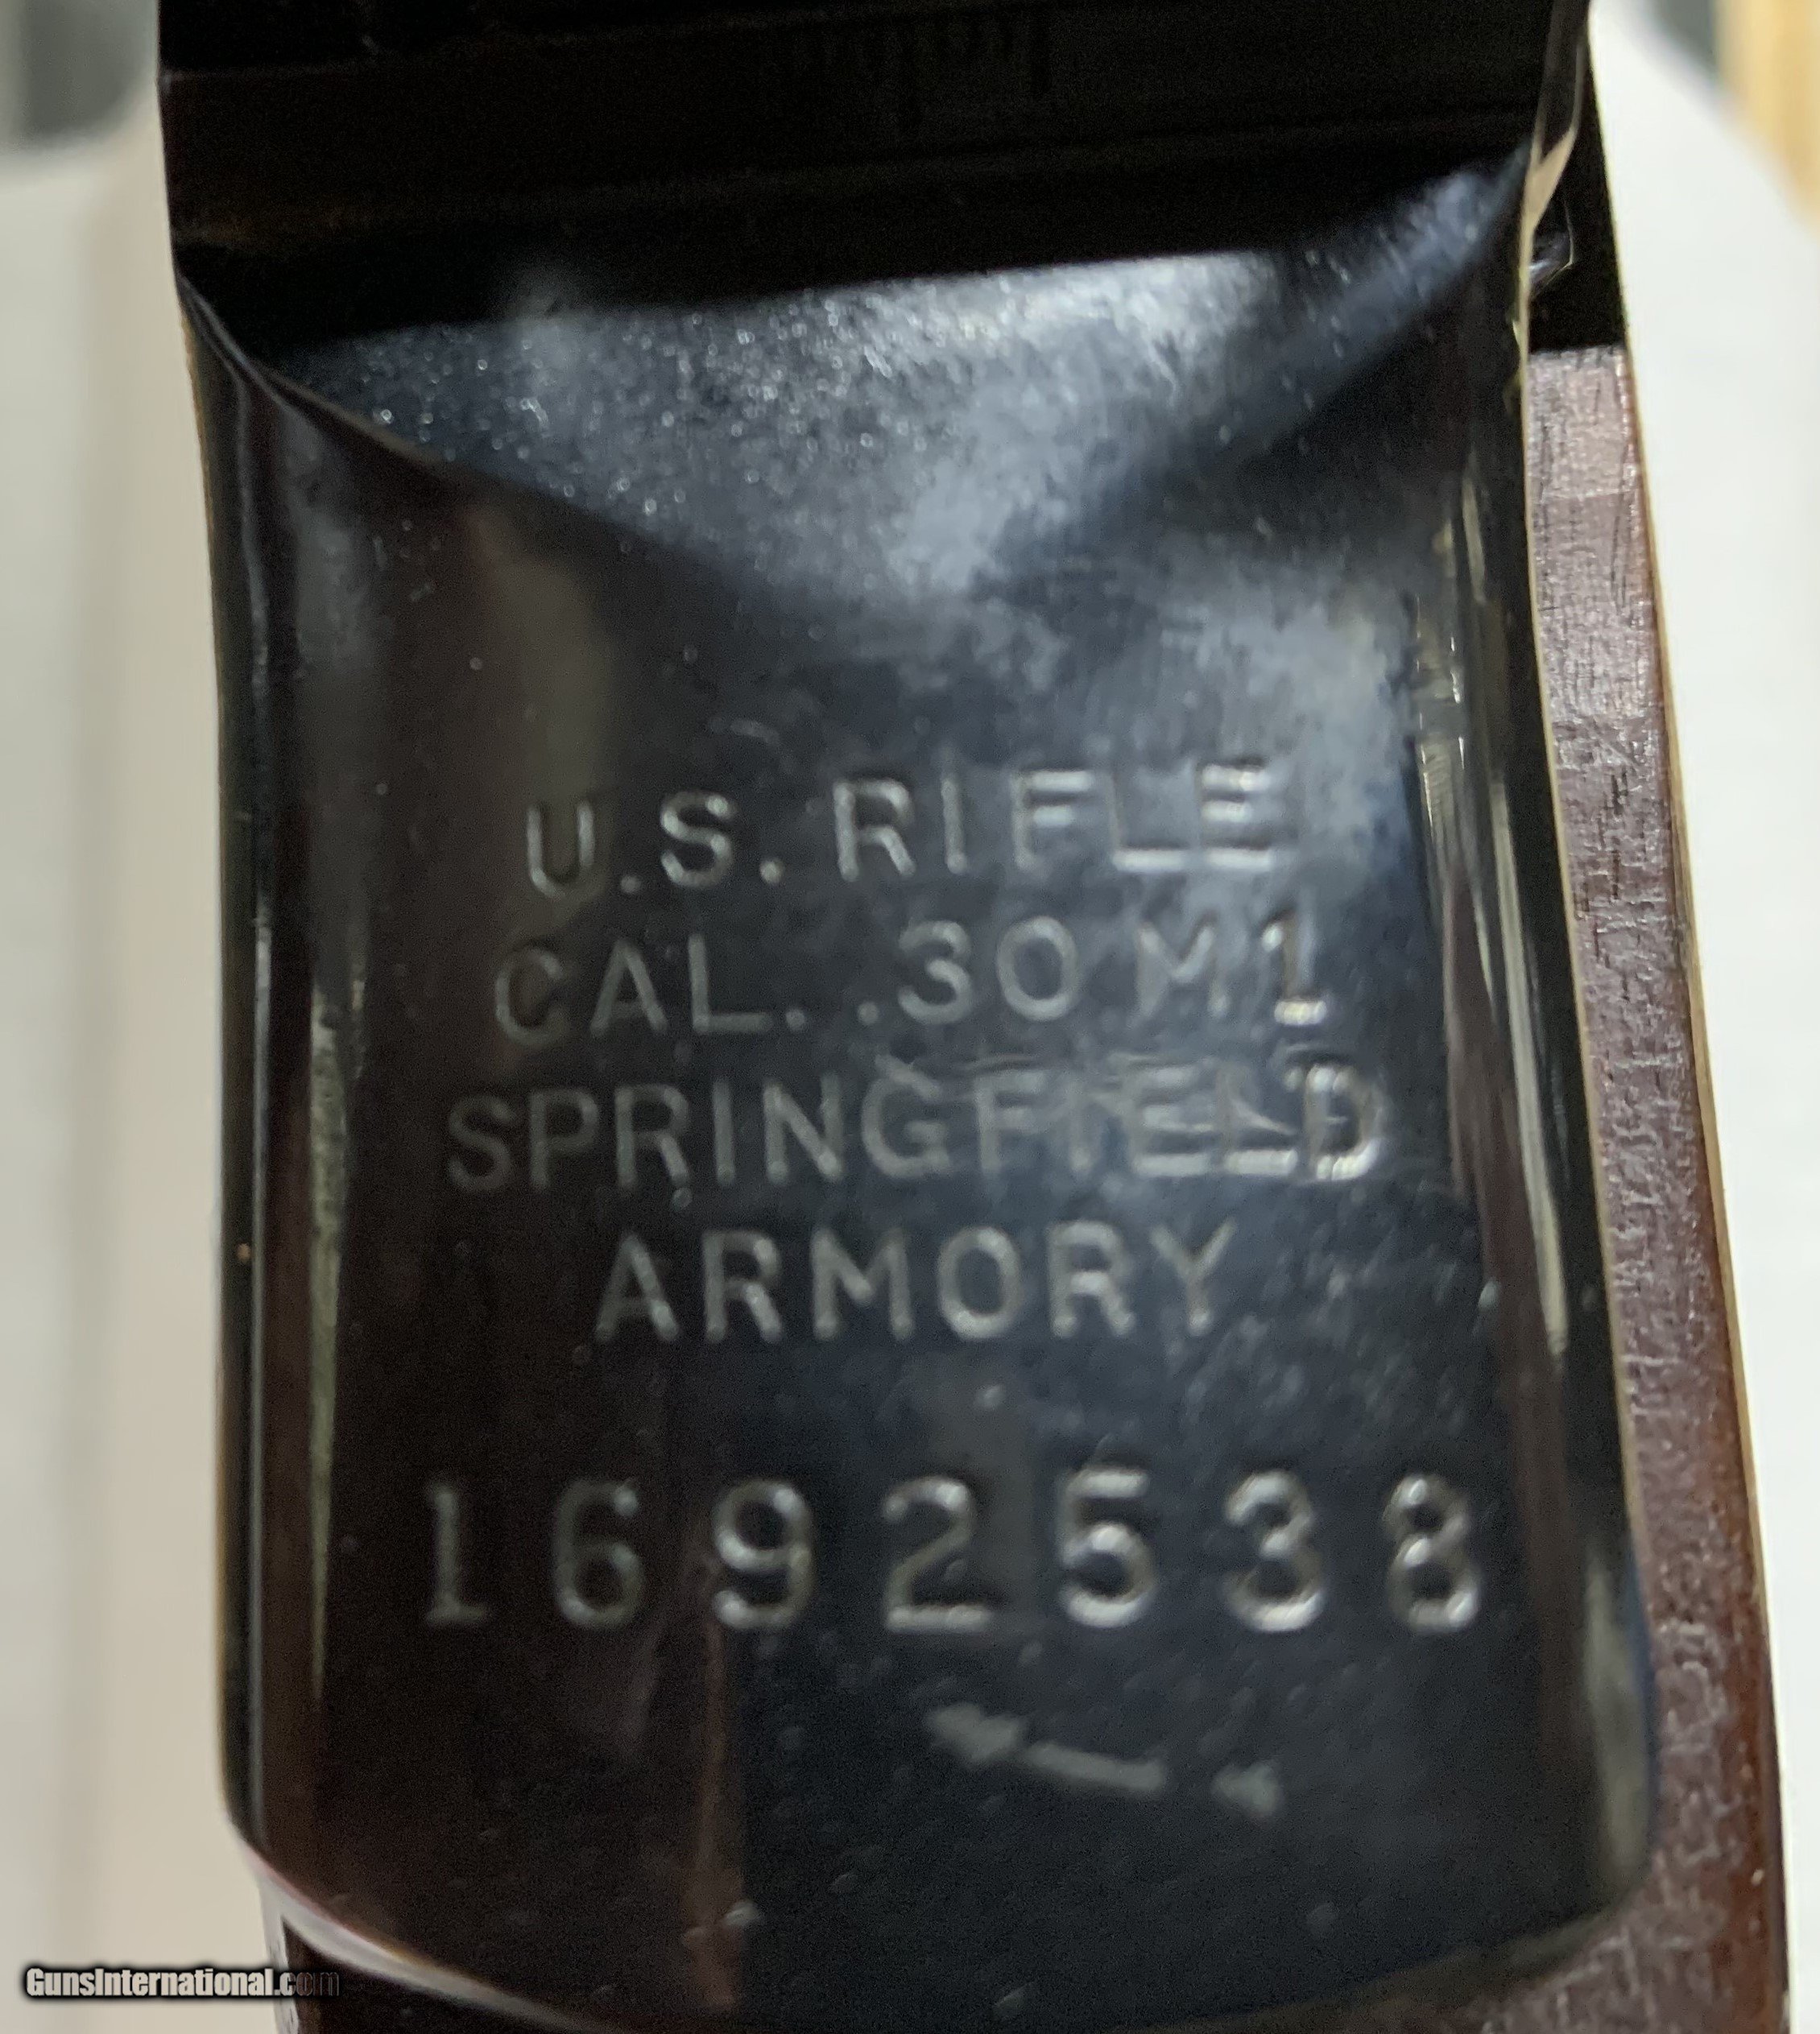 U.S. RIFLE
CAL. .30 M1
SPRINGFIELD
ARMORY
1692538
GunsInternational.com